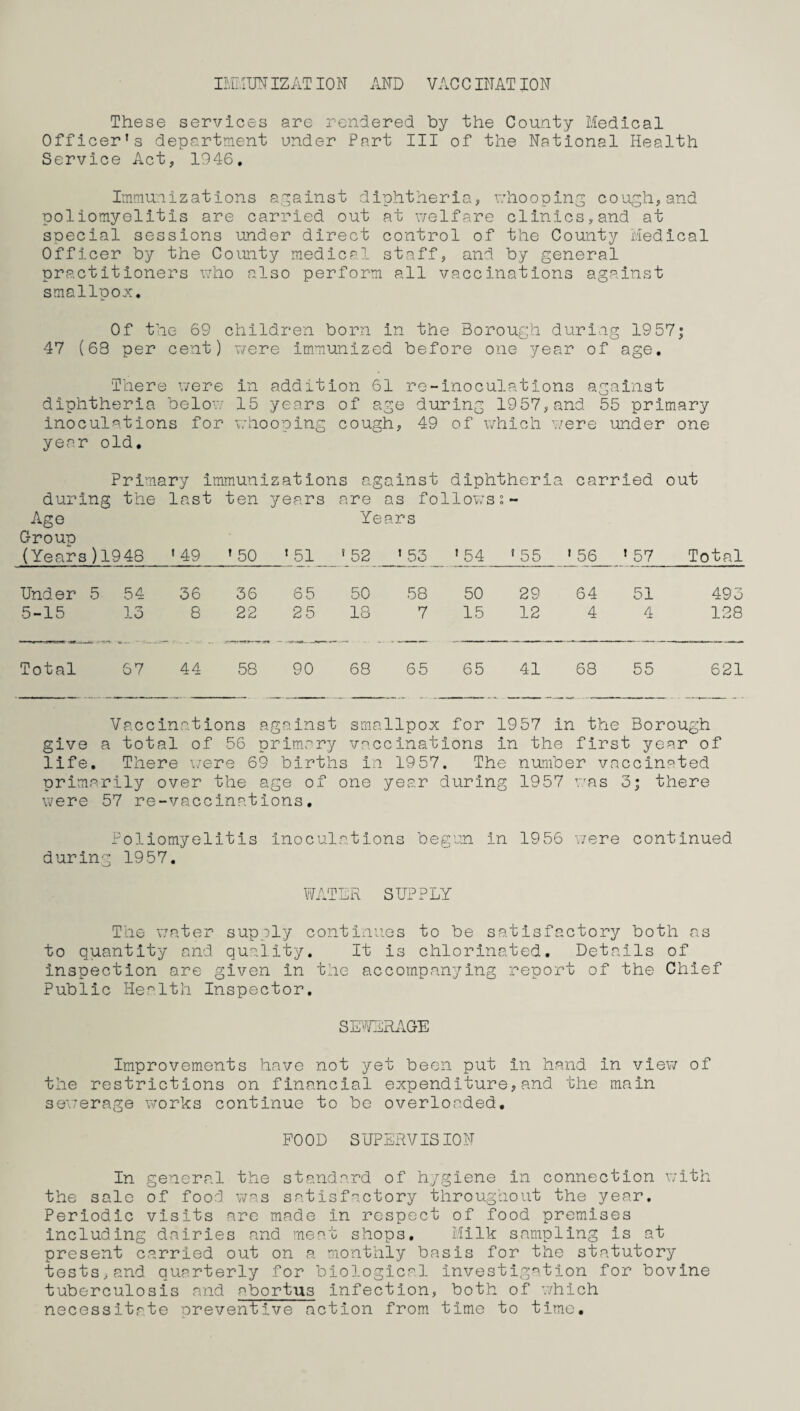 IMMUNIZATION AND VACCINATION
These services are rendered by the County Medical
Officer's department under Part III of the National Health
Service Act, 1946.
Immunizations against diphtheria, whooping cough,and
poliomyelitis are carried out at welfare clinics,and at
special sessions under direct control of the County Medical
Officer by the County medical staff, and by general
practitioners who also perform all vaccinations against
smallpox.
Of the 69 children born in the Borough during 1957;
47 (68 per cent) were immunized before one year of age.
There were in addition 61 re-inoculations against
diphtheria below 15 years of age during 1957,and 55 primary
inoculations for whooping cough, 49 of which were under one
year old.
Primary immunizations against diphtheria carried out
during the last ten years are as follows:-
Age Years
Group
(Years)1948 '49 '50 '51 '52 '53 '54 '55 '56 '57 Total
Under 5 54 36 36 65 50 58 50 29 64 51 493
5-15 13 8 22 25 18 7 15 12 4 4 128
Total 67 44 58 90 68 65 65 41 68 55 621
Vaccinations against smallpox for 1957 in the Borough
give a total of 56 primary vaccinations in the first year of
life. There were 69 births in 1957. The number vaccinated
primarily over the age of one year during 1957 was 3; there
were 57 re-vaccinations.
Poliomyelitis inoculations begun in 1956 were continued
during 1957.
WATER SUPPLY
The water supply continues to be satisfactory both as
to quantity and quality. It is chlorinated. Details of
inspection are given in the accompanying report of the Chief
Public Health Inspector.
SEWERAGE
Improvements have not yet been put in hand in view of
the restrictions on financial expenditure,and the main
sewerage works continue to be overloaded.
FOOD SUPERVISION
In general the standard of hygiene in connection with
the sale of food was satisfactory throughout the year.
Periodic visits are made in respect of food premises
including dairies and meat shops. Milk sampling is at
present carried out on a monthly basis for the statutory
tests,and quarterly for biological investigation for bovine
tuberculosis and abortus infection, both of which
necessitate preventive action from time to time.